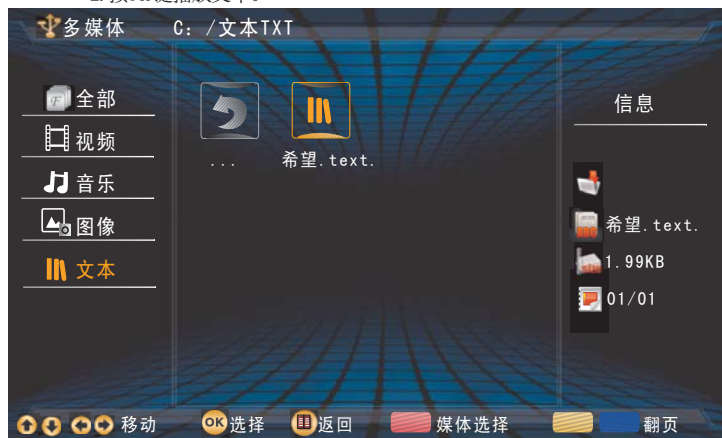 多媒体 C: /文本TXT
全部
视频
音乐
图像
文本
...
希望.text.
信息
希望.text.
1.99KB
01/01
移动 OK选择 返回 媒体选择 翻页